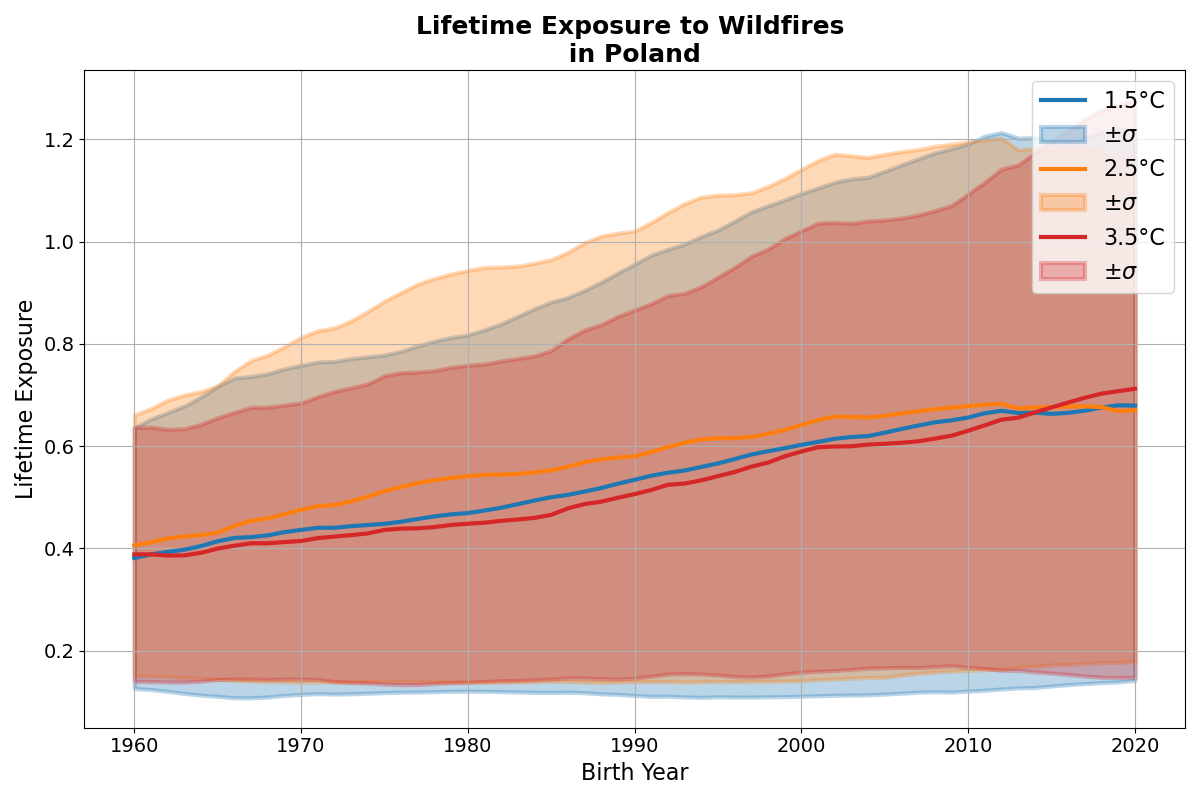 Lifetime Exposure to Wildfires
in Poland
1.5°C
±σ
2.5°C
±σ
3.5°C
±σ
Lifetime Exposure
1.2
1.0
0.8
0.6
0.4
0.2
1960 1970 1980 1990 2000 2010 2020
Birth Year